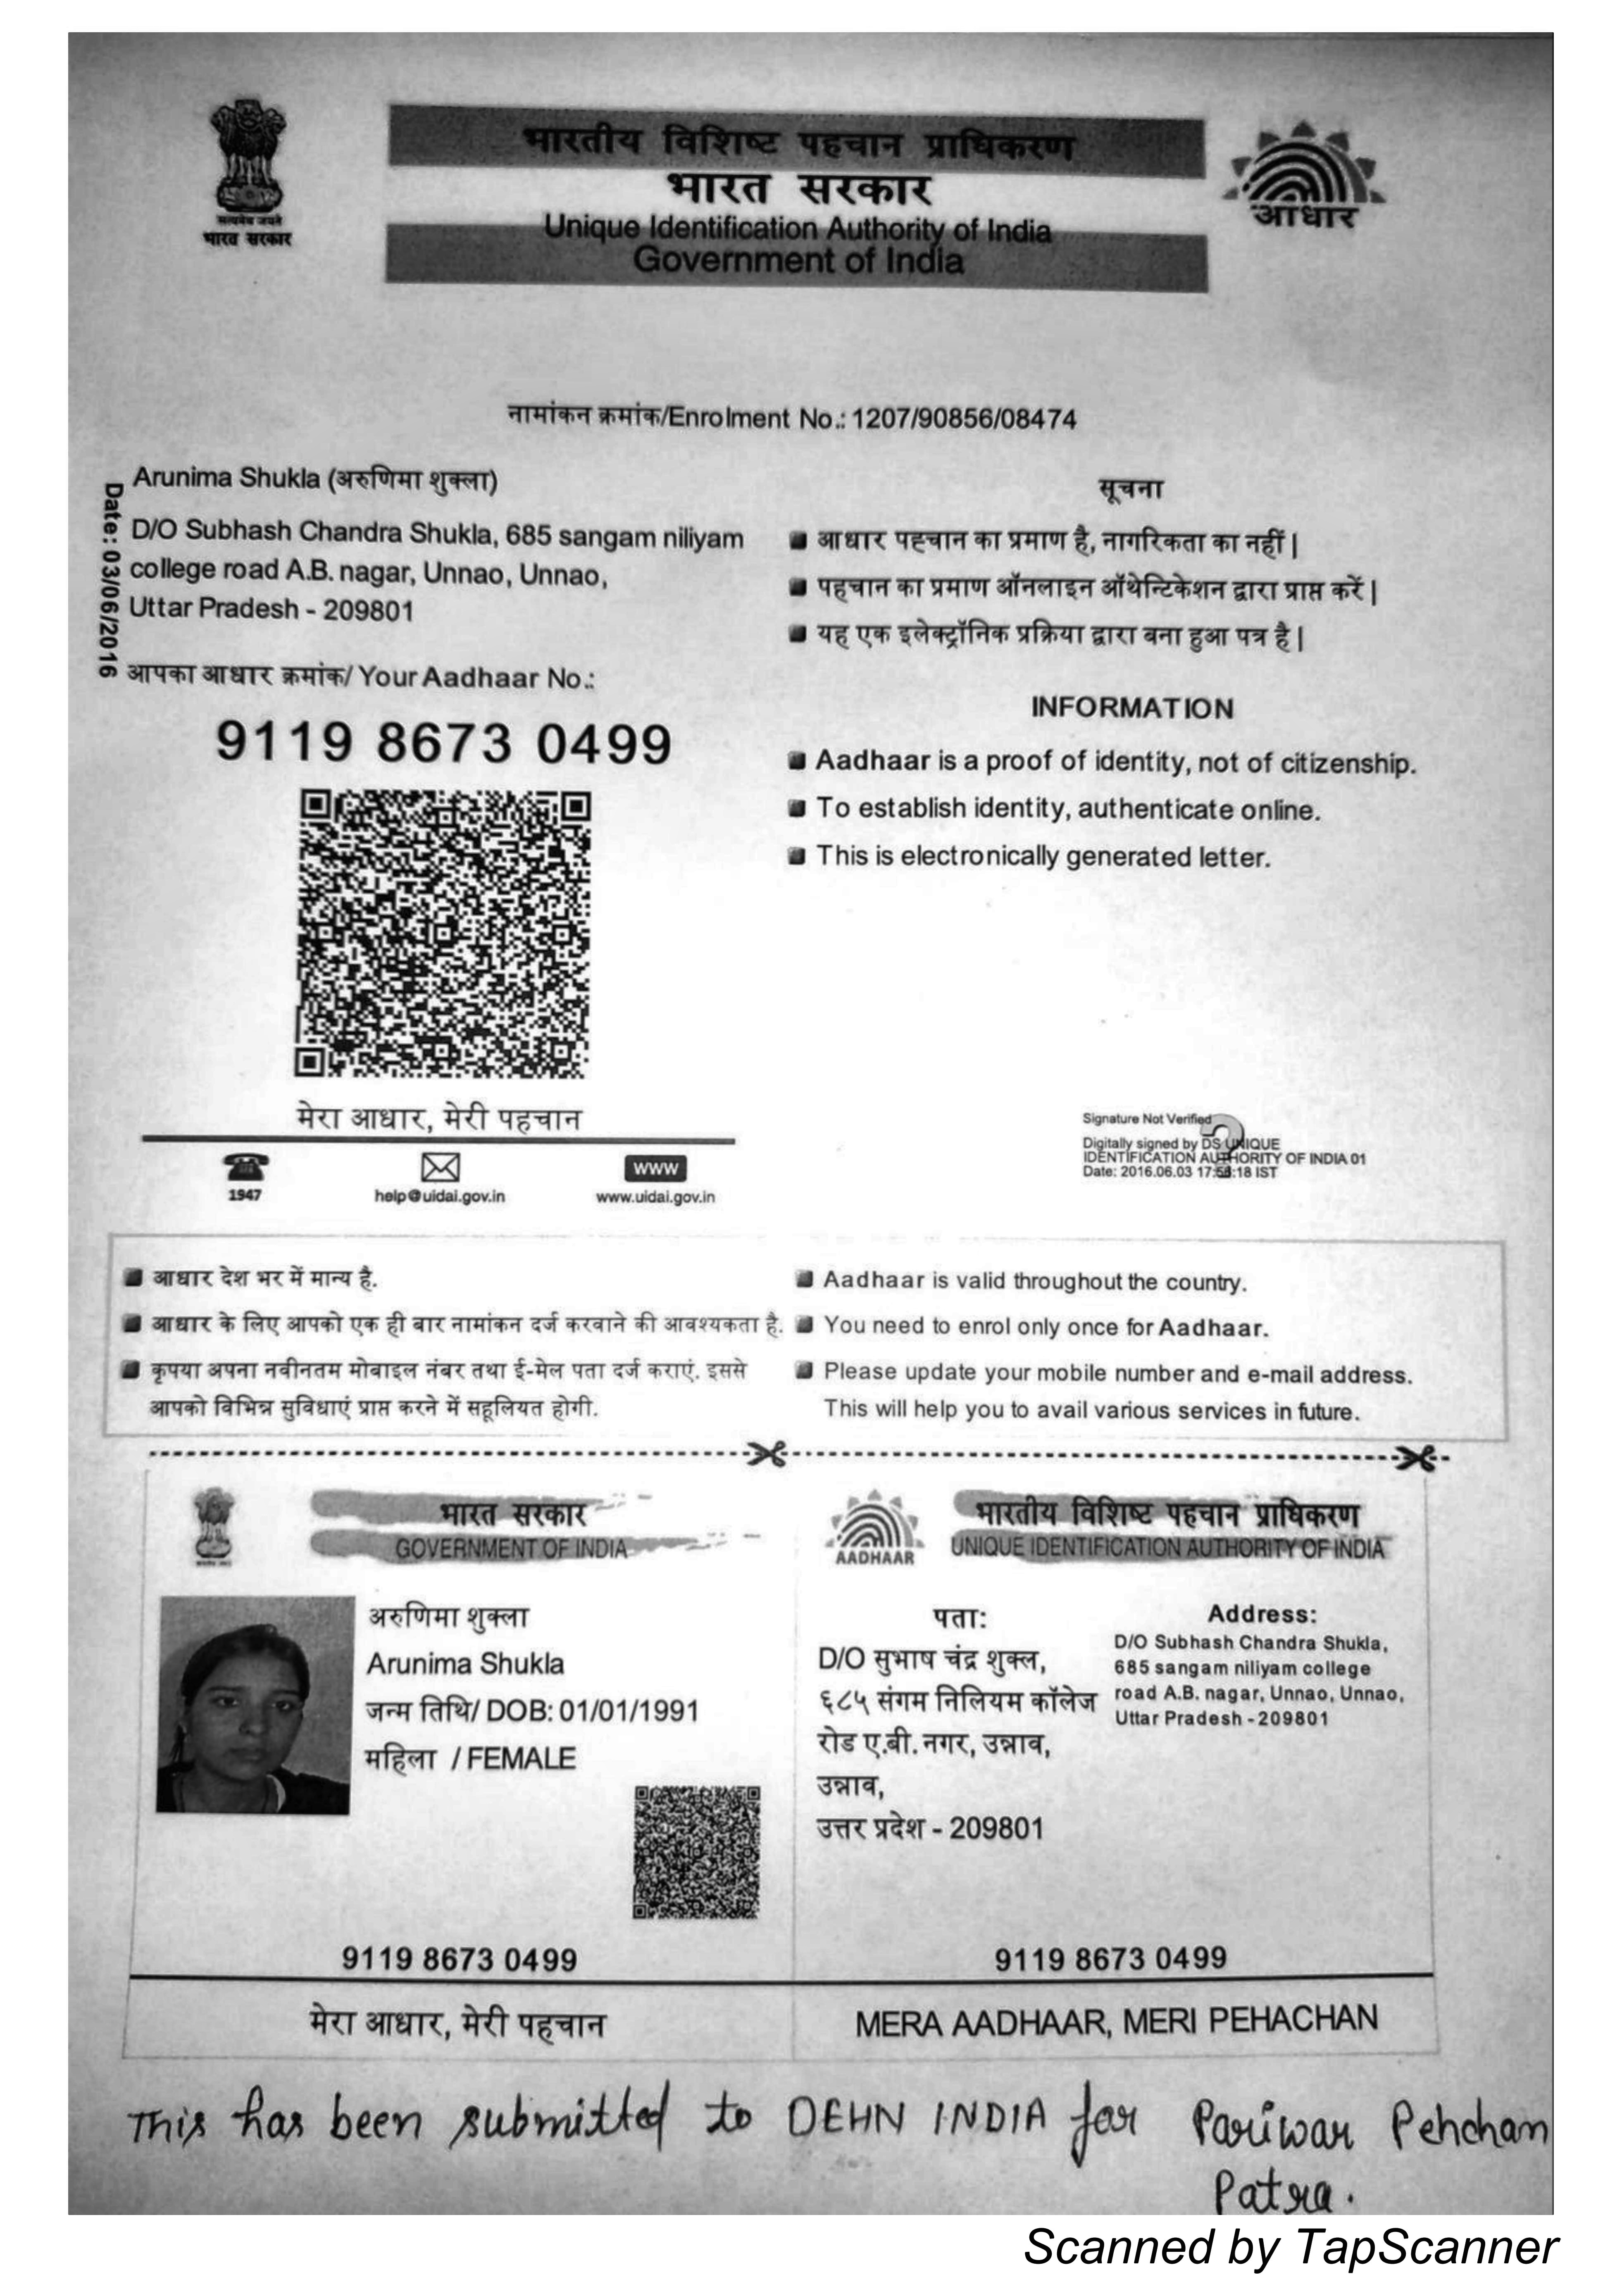 सत्यमेव जयते
भारत सरकार
भारतीय विशिष्ट पहचान प्राधिकरण
भारत सरकार
Unique Identification Authority of India
Government of India
आधार
नामांकन क्रमांक/Enrolment No.: 1207/90856/08474
Date: 03/06/2016
Arunima Shukla (अरुणिमा शुक्ला)
D/O Subhash Chandra Shukla, 685 sangam niliyam
college road A.B. nagar, Unnao, Unnao,
Uttar Pradesh - 209801
आपका आधार क्रमांक/ Your Aadhaar No.:
9119 8673 0499
मेरा आधार, मेरी पहचान
1947
help@uidai.gov.in
www
www.uidai.gov.in
सूचना
आधार पहचान का प्रमाण है, नागरिकता का नहीं |
पहचान का प्रमाण ऑनलाइन ऑथेन्टिकेशन द्वारा प्राप्त करें |
यह एक इलेक्ट्रॉनिक प्रक्रिया द्वारा बना हुआ पत्र है |
INFORMATION
Aadhaar is a proof of identity, not of citizenship.
To establish identity, authenticate online.
This is electronically generated letter.
Signature Not Verified
Digitally signed by DS UNIQUE
IDENTIFICATION AUTHORITY OF INDIA 01
Date: 2016.06.03 17:56:18 IST
आधार देश भर में मान्य है.
आधार के लिए आपको एक ही बार नामांकन दर्ज करवाने की आवश्यकता है.
कृपया अपना नवीनतम मोबाइल नंबर तथा ई-मेल पता दर्ज कराएं. इससे
आपको विभिन्न सुविधाएं प्राप्त करने में सहूलियत होगी.
Aadhaar is valid throughout the country.
You need to enrol only once for Aadhaar.
Please update your mobile number and e-mail address.
This will help you to avail various services in future.
भारत सरकार
GOVERNMENT OF INDIA
अरुणिमा शुक्ला
Arunima Shukla
जन्म तिथि/ DOB: 01/01/1991
महिला / FEMALE
9119 8673 0499
मेरा आधार, मेरी पहचान
AADHAAR
भारतीय विशिष्ट पहचान प्राधिकरण
UNIQUE IDENTIFICATION AUTHORITY OF INDIA
पता:
D/O सुभाष चंद्र शुक्ल,
६८५ संगम निलियम कॉलेज
रोड ए.बी. नगर, उन्नाव,
उन्नाव,
उत्तर प्रदेश - 209801
Address:
D/O Subhash Chandra Shukla,
685 sangam niliyam college
road A.B. nagar, Unnao, Unnao,
Uttar Pradesh - 209801
9119 8673 0499
MERA AADHAAR, MERI PEHACHAN
This has been submitted to DEHN INDIA for Pariwar Pehchan
Patra.
Scanned by TapScanner